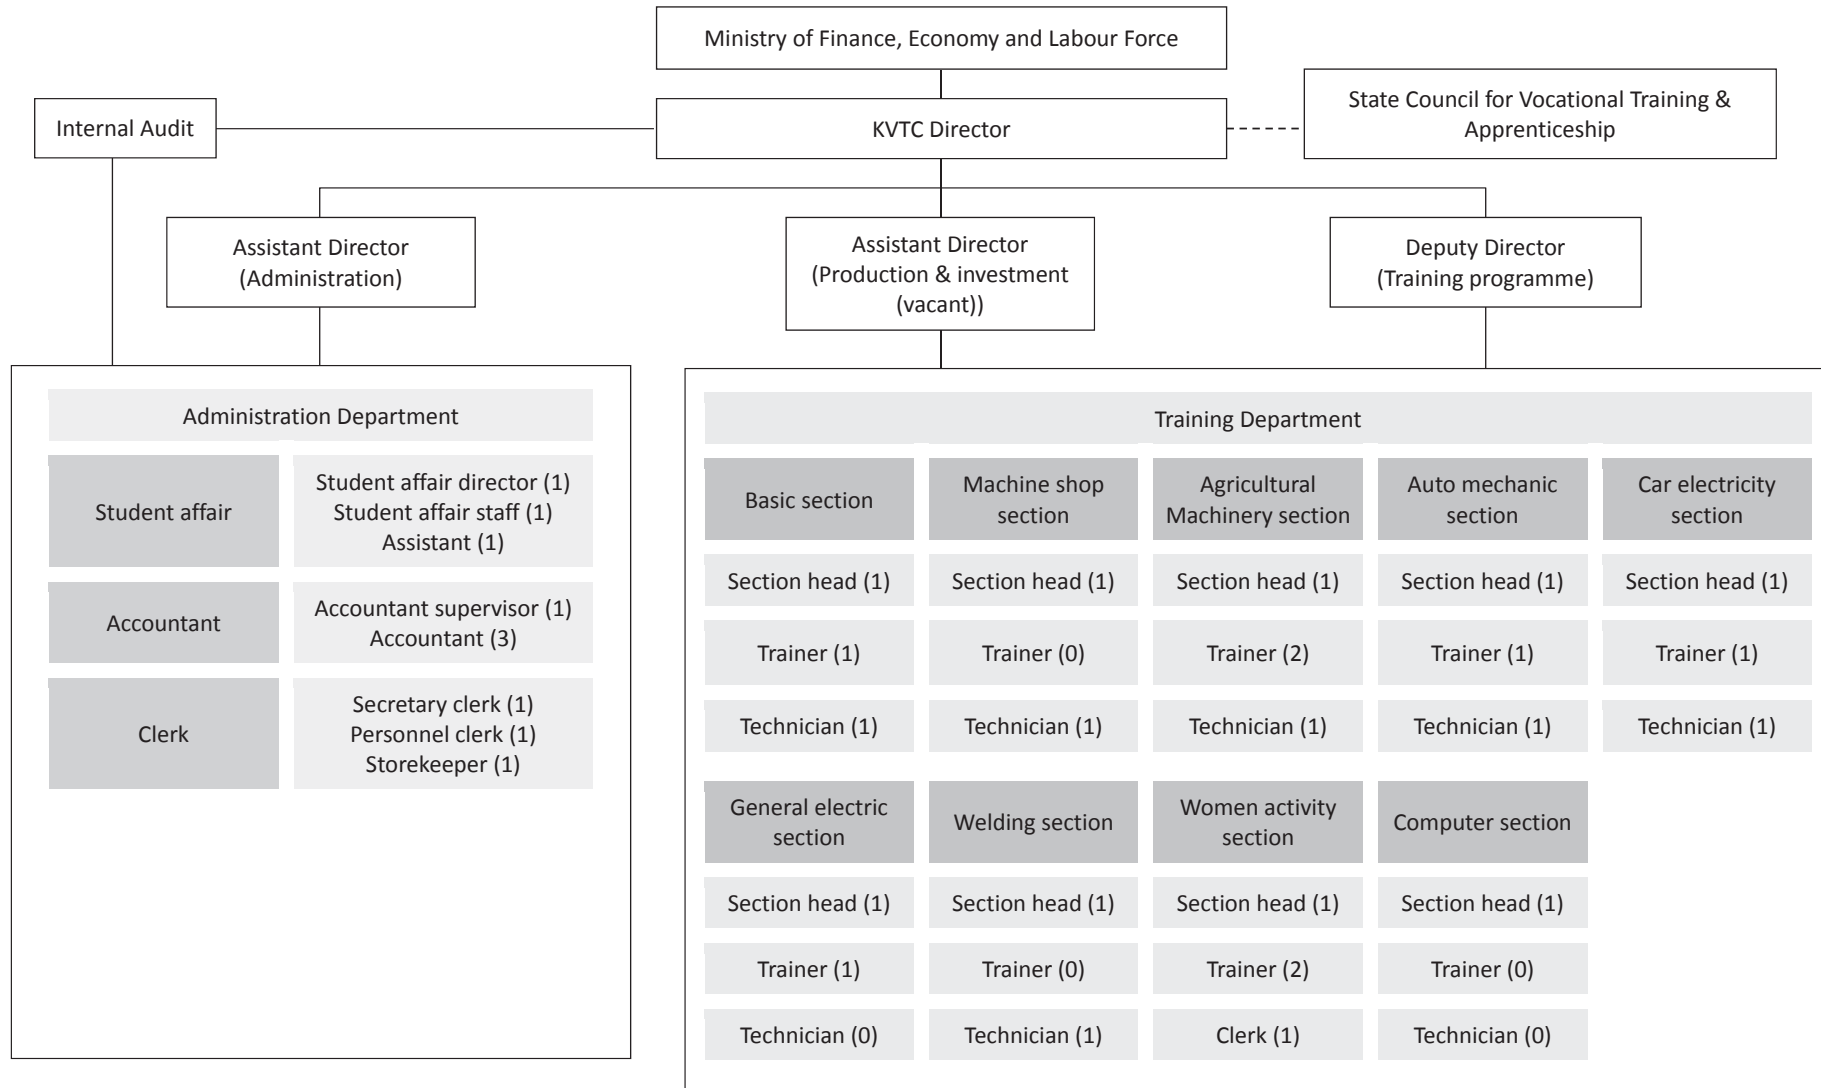 Ministry of Finance, Economy and Labour Force
Internal Audit
KVTC Director
State Council for Vocational Training &
Apprenticeship
Assistant Director
(Administration)
Assistant Director
(Production & investment
(vacant))
Deputy Director
(Training programme)
Administration Department
Student affair
Student affair director (1)
Student affair staff (1)
Assistant (1)
Accountant
Accountant supervisor (1)
Accountant (3)
Clerk
Secretary clerk (1)
Personnel clerk (1)
Storekeeper (1)
Training Department
Basic section
Machine shop
section
Agricultural
Machinery section
Auto mechanic
section
Car electricity
section
Section head (1)
Section head (1)
Section head (1)
Section head (1)
Section head (1)
Trainer (1)
Trainer (0)
Trainer (2)
Trainer (1)
Trainer (1)
Technician (1)
Technician (1)
Technician (1)
Technician (1)
Technician (1)
General electric
section
Welding section
Women activity
section
Computer section
Section head (1)
Section head (1)
Section head (1)
Section head (1)
Trainer (1)
Trainer (0)
Trainer (2)
Trainer (0)
Technician (0)
Technician (1)
Clerk (1)
Technician (0)